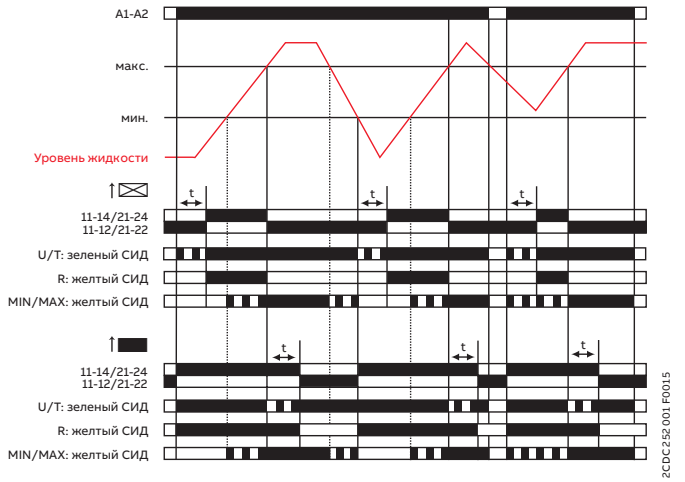 A1-A2
макс.
мин.
Уровень жидкости
t t t
11-14/21-24
11-12/21-22
U/T: зеленый СИД
R: желтый СИД
MIN/MAX: желтый СИД
t t t
11-14/21-24
11-12/21-22
U/T: зеленый СИД
R: желтый СИД
MIN/MAX: желтый СИД
2CDC 252 001 F0015